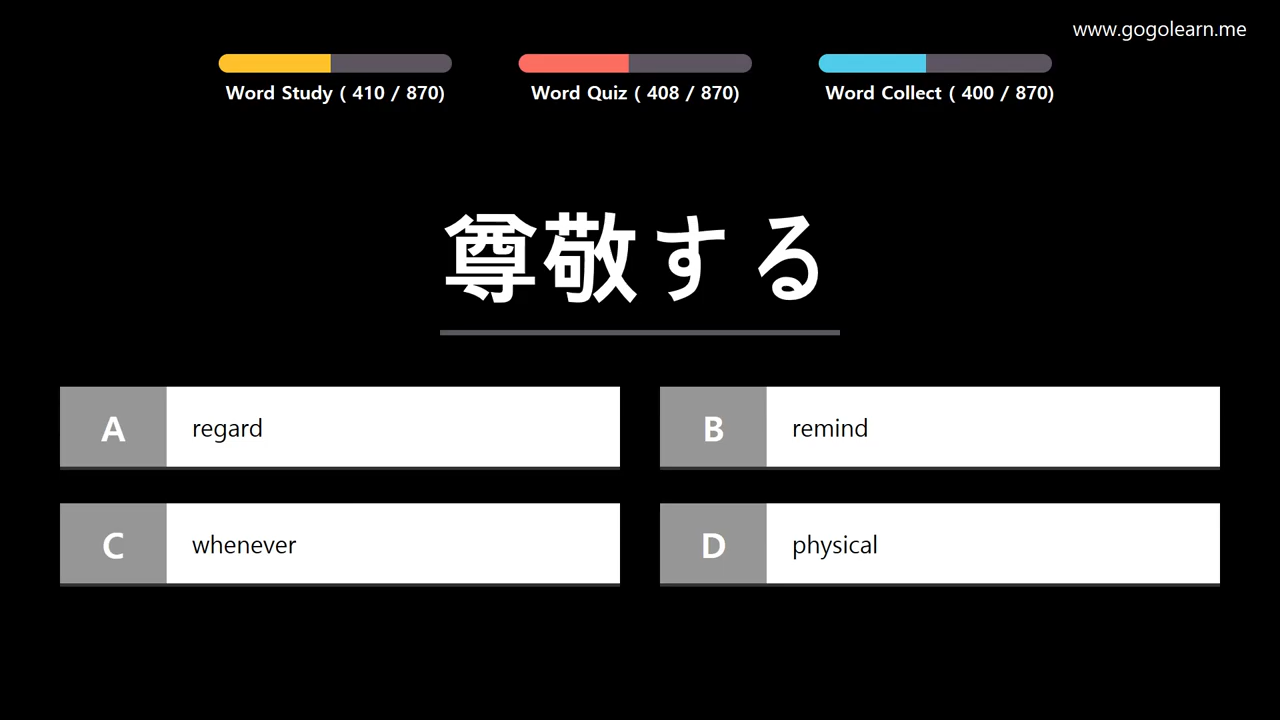 www.gogolearn.me
Word Study ( 410 / 870)
Word Quiz ( 408 / 870)
Word Collect ( 400 / 870)
尊敬する
A regard
B remind
C whenever
D physical